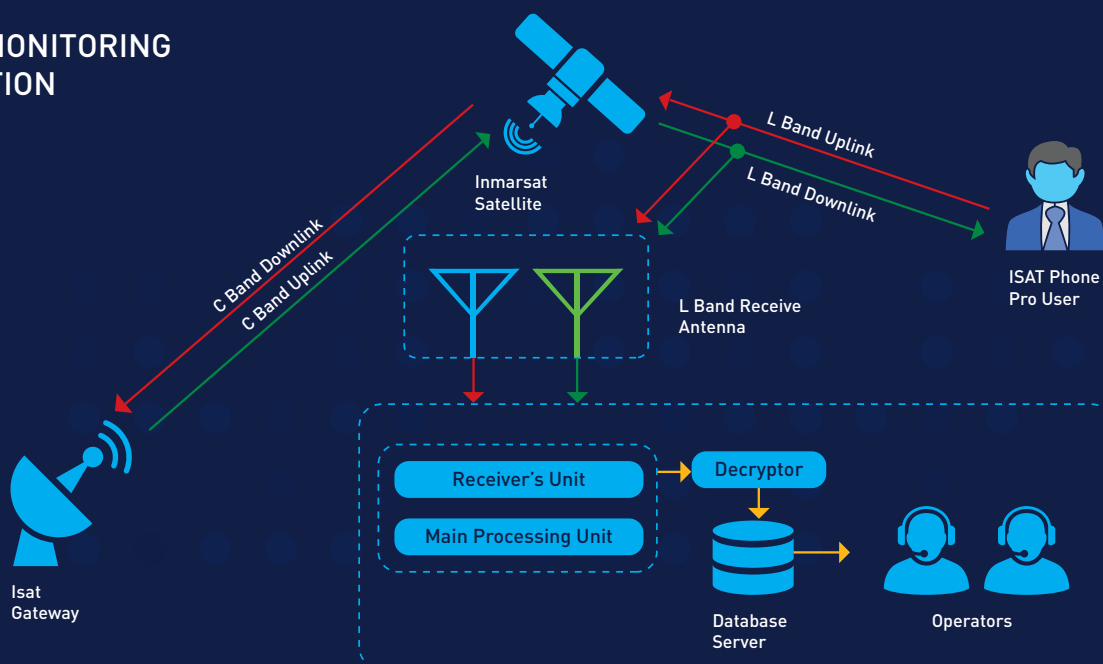 MONITORING
TION
L Band Uplink
L Band Downlink
Inmarsat
Satellite
C Band Downlink
C Band Uplink
ISAT Phone
Pro User
L Band Receive
Antenna
Receiver's Unit
Decryptor
Main Processing Unit
Isat
Gateway
Database
Server
Operators